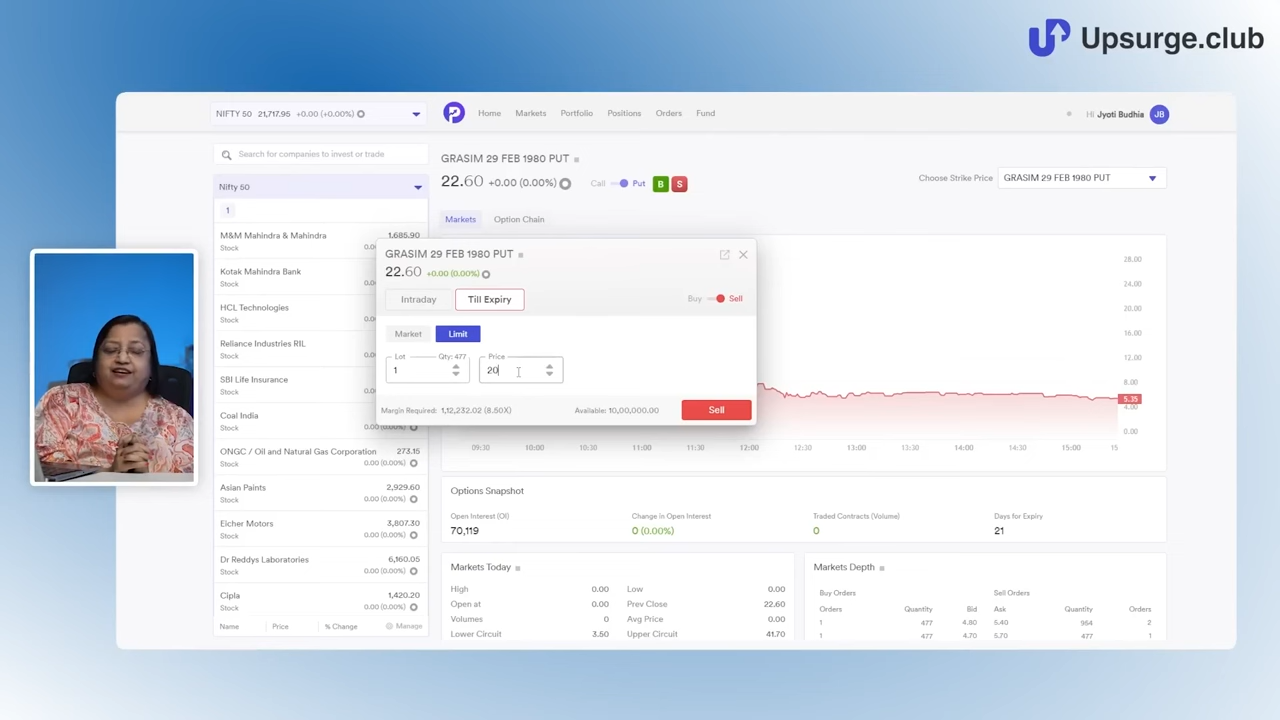 Upsurge.club
NIFTY 50 21,717.95 +0.00 (+0.00%)
Home Markets Portfolio Positions Orders Fund
Hi Jyoti Budhia JB
Search for companies to invest or trade
Nifty 50
1
M&M Mahindra & Mahindra 1,685.90
Stock 0.0
Kotak Mahindra Bank
Stock 0.0
HCL Technologies
Stock 0.0
Reliance Industries RIL
Stock 0.0
SBI Life Insurance
Stock 0.0
Coal India
Stock 0.00 (0.00%)
ONGC / Oil and Natural Gas Corporation 273.15
Stock 0.00 (0.00%)
Asian Paints 2,929.60
Stock 0.00 (0.00%)
Eicher Motors 3,807.30
Stock 0.00 (0.00%)
Dr Reddys Laboratories 6,160.05
Stock 0.00 (0.00%)
Cipla 1,420.20
Stock 0.00 (0.00%)
Name Price % Change Manage
GRASIM 29 FEB 1980 PUT
22.60 +0.00 (0.00%) Call Put B S
Choose Strike Price GRASIM 29 FEB 1980 PUT
Markets Option Chain
GRASIM 29 FEB 1980 PUT
22.60 +0.00 (0.00%)
Intraday Till Expiry Buy Sell
Market Limit
Lot Qty: 477 Price
1 20
Margin Required: 1,12,232.02 (8.50X) Available: 10,00,000.00 Sell
28.00
24.00
20.00
16.00
12.00
8.00
5.35
4.00
0.00
09:30 10:00 10:30 11:00 11:30 12:00 12:30 13:00 13:30 14:00 14:30 15:00 15
Options Snapshot
Open Interest (OI) Change in Open Interest Traded Contracts (Volume) Days for Expiry
70,119 0 (0.00%) 0 21
Markets Today
High 0.00 Low 0.00
Open at 0.00 Prev Close 22.60
Volumes 0 Avg Price 0.00
Lower Circuit 3.50 Upper Circuit 41.70
Markets Depth
Buy Orders Sell Orders
Orders Quantity Bid Ask Quantity Orders
1 477 4.80 5.40 954 2
1 477 4.70 5.70 477 1